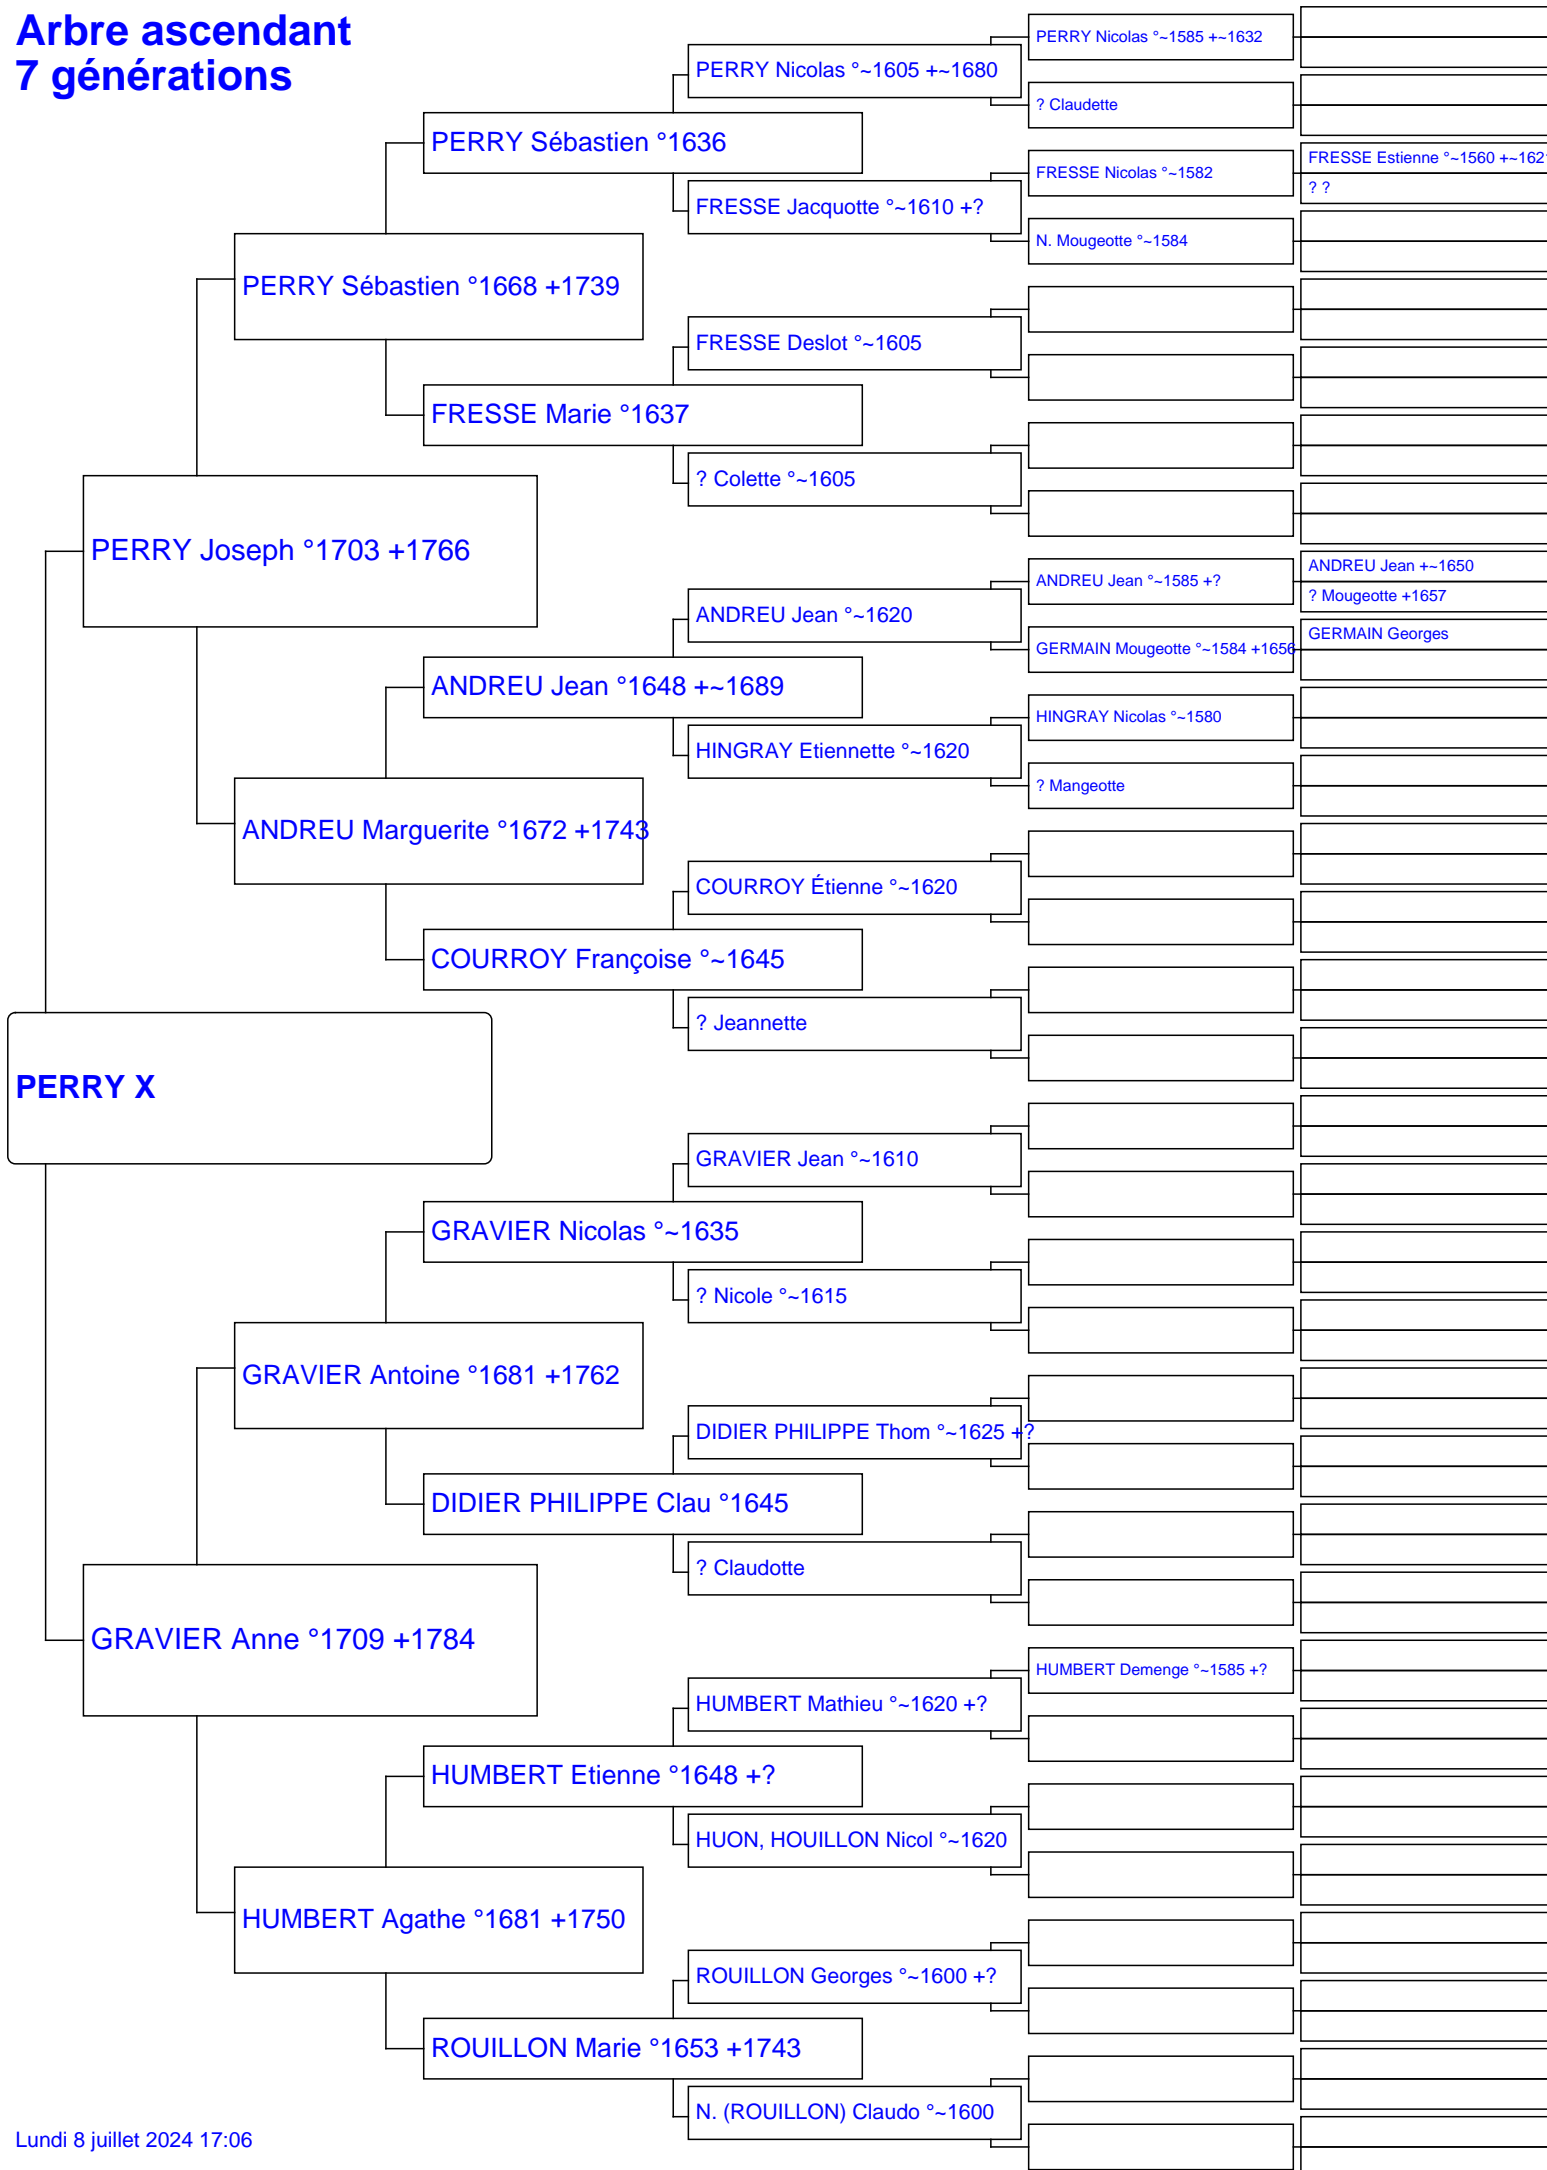 Arbre ascendant
7 générations
PERRY Nicolas °~1585 +~1632
PERRY Nicolas °~1605 +~1680
? Claudette
PERRY Sébastien °1636
FRESSE Estienne °~1560 +~162
FRESSE Nicolas °~1582
? ?
FRESSE Jacquotte °~1610 +?
N. Mougeotte °~1584
PERRY Sébastien °1668 +1739
FRESSE Deslot °~1605
FRESSE Marie °1637
? Colette °~1605
PERRY Joseph °1703 +1766
ANDREU Jean +~1650
ANDREU Jean °~1585 +?
? Mougeotte +1657
ANDREU Jean °~1620
GERMAIN Georges
GERMAIN Mougeotte °~1584 +1656
ANDREU Jean °1648 +~1689
HINGRAY Nicolas °~1580
HINGRAY Etiennette °~1620
? Mangeotte
ANDREU Marguerite °1672 +1743
COURROY Étienne °~1620
COURROY Françoise °~1645
? Jeannette
PERRY X
GRAVIER Jean °~1610
GRAVIER Nicolas °~1635
? Nicole °~1615
GRAVIER Antoine °1681 +1762
DIDIER PHILIPPE Thom °~1625 +?
DIDIER PHILIPPE Clau °1645
? Claudotte
GRAVIER Anne °1709 +1784
HUMBERT Demenge °~1585 +?
HUMBERT Mathieu °~1620 +?
HUMBERT Etienne °1648 +?
HUON, HOUILLON Nicol °~1620
HUMBERT Agathe °1681 +1750
ROUILLON Georges °~1600 +?
ROUILLON Marie °1653 +1743
N. (ROUILLON) Claudo °~1600
Lundi 8 juillet 2024 17:06